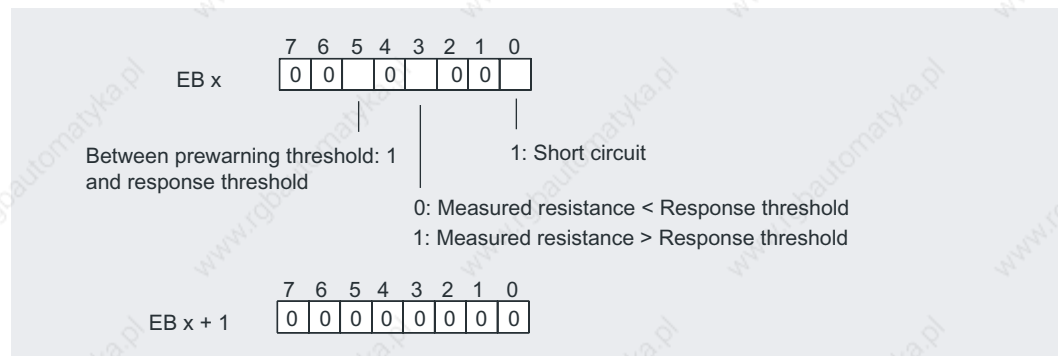 7 6 5 4 3 2 1 0
EB x 0 0 0 0 0
Between prewarning threshold: 1
and response threshold
1: Short circuit
0: Measured resistance < Response threshold
1: Measured resistance > Response threshold
7 6 5 4 3 2 1 0
EB x + 1 0 0 0 0 0 0 0 0